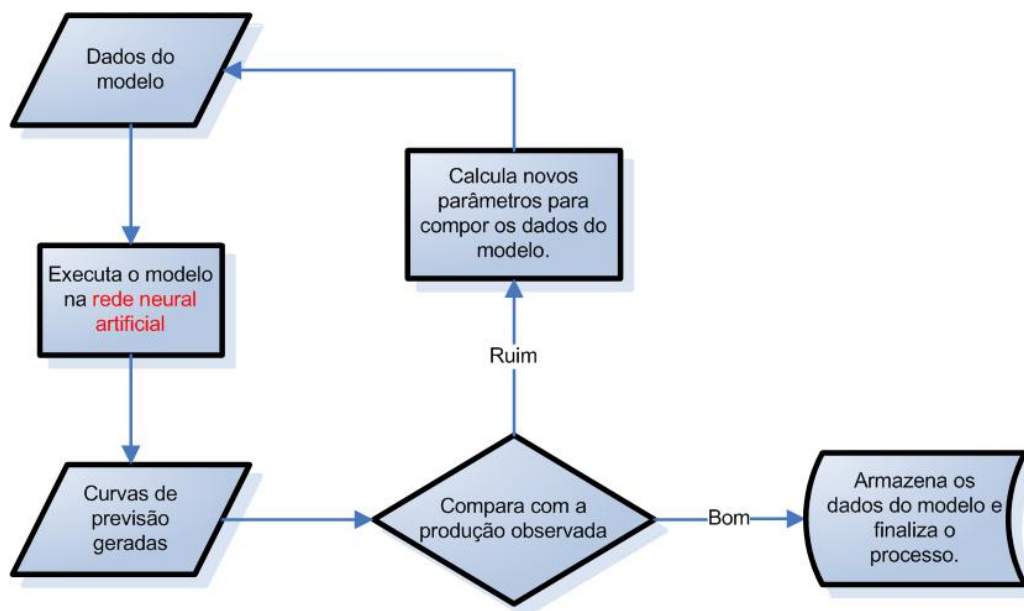 Dados do
modelo
Calcula novos
parâmetros para
compor os dados do
modelo.
Executa o modelo
na rede neural
artificial
Ruim
Curvas de
previsão
geradas
Compara com a
produção observada
Bom
Armazena os
dados do modelo e
finaliza o
processo.